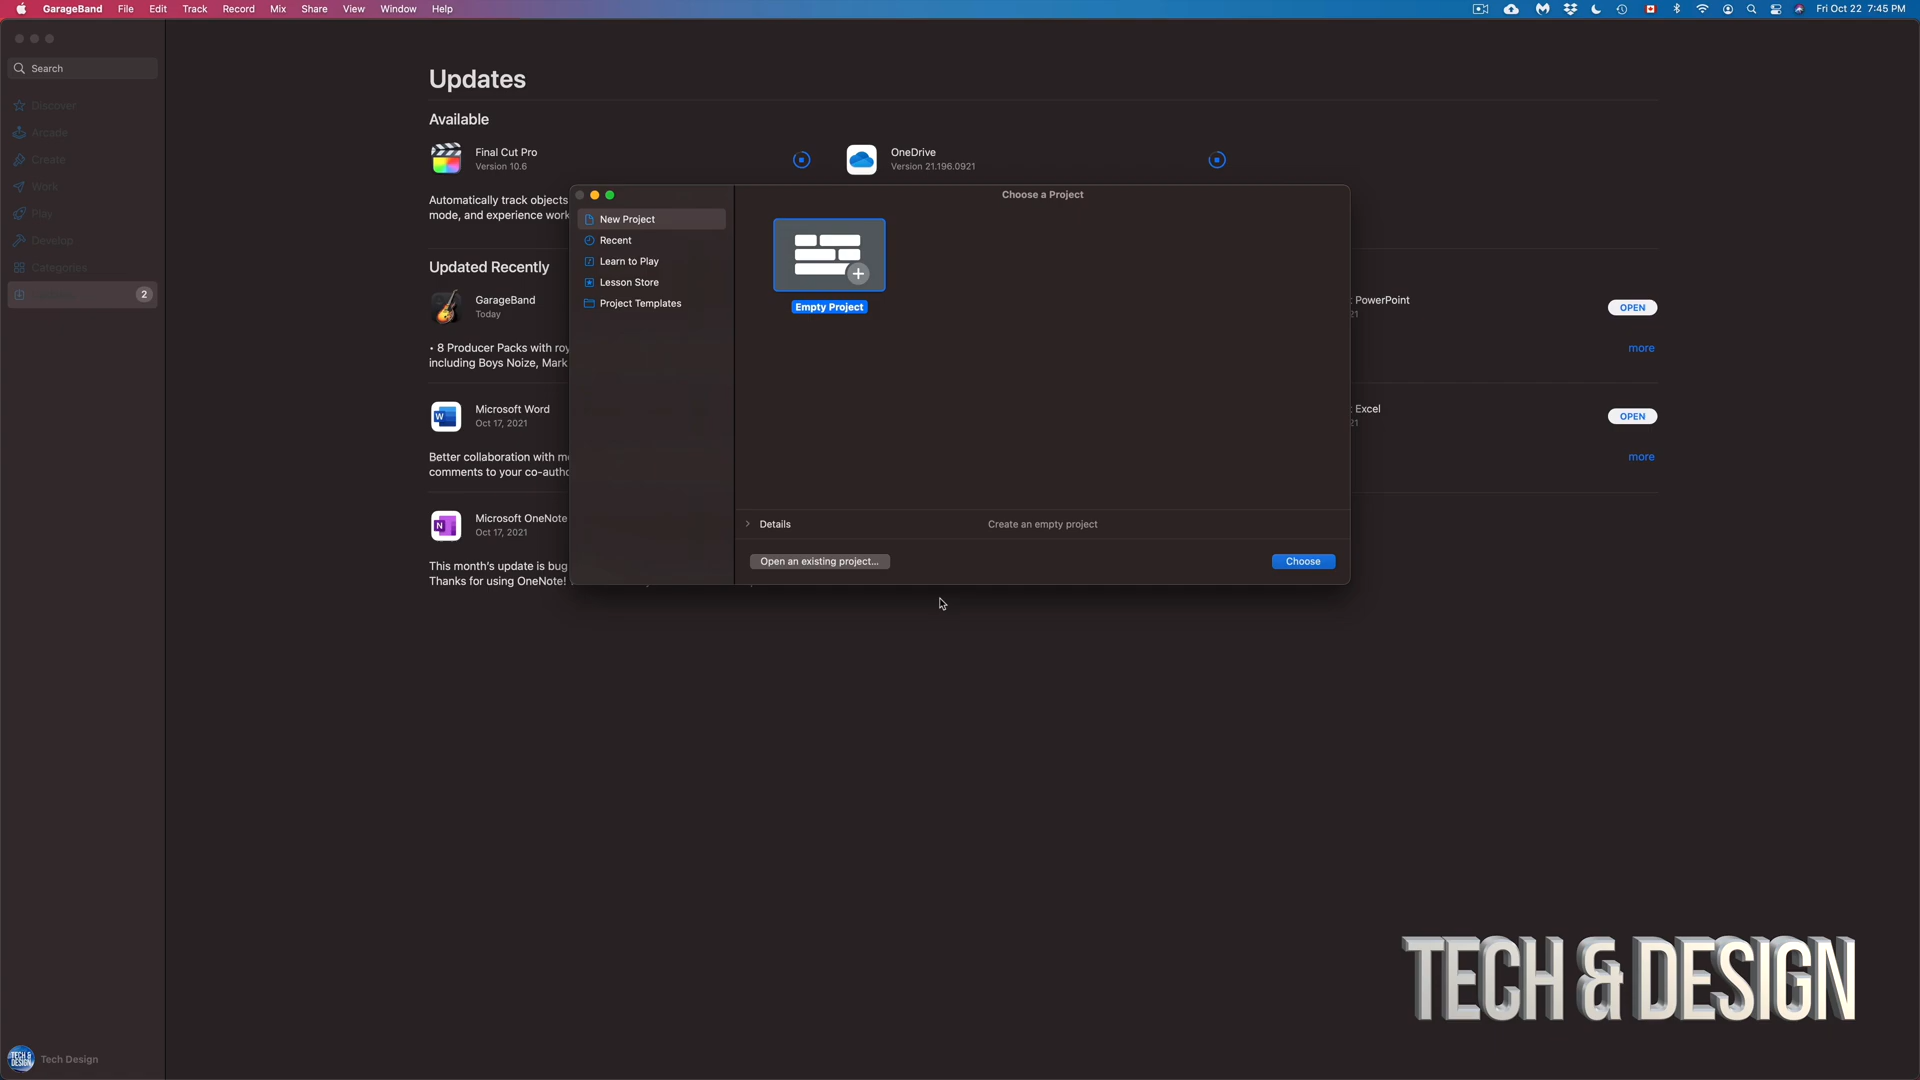 GarageBand File Edit Track Record Mix Share View Window Help
Fri Oct 22 7:45 PM
Search
Discover
Arcade
Create
Work
Play
Develop
Categories
Updates 2
Tech Design
Updates
Available
Final Cut Pro
Version 10.6
OneDrive
Version 21.196.0921
Automatically track objects
mode, and experience work
Updated Recently
GarageBand
Today
• 8 Producer Packs with roy
including Boys Noize, Mark
PowerPoint
21
OPEN
more
Microsoft Word
Oct 17, 2021
Better collaboration with me
comments to your co-autho
Excel
21
OPEN
more
Microsoft OneNote
Oct 17, 2021
This month's update is bug
Thanks for using OneNote!
Choose a Project
New Project
Recent
Learn to Play
Lesson Store
Project Templates
Empty Project
Details
Create an empty project
Open an existing project...
Choose
TECH & DESIGN
TECH &
DESIGN